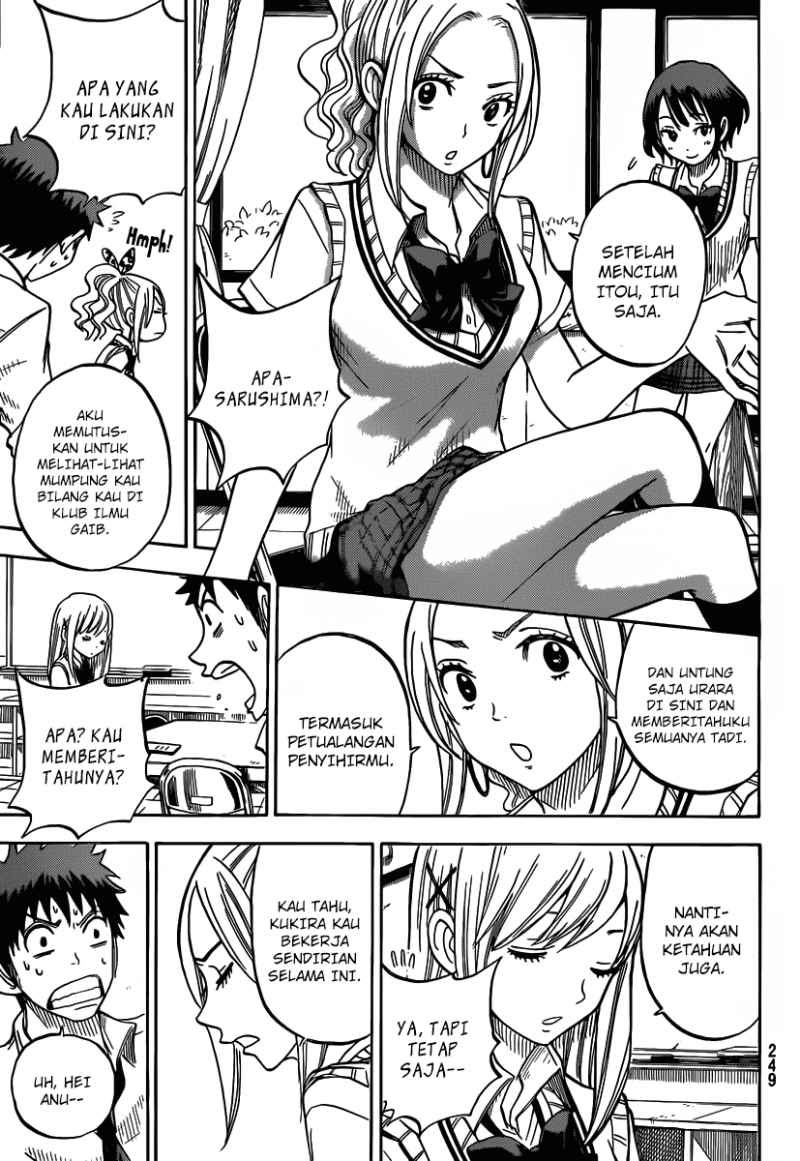 SETELAH
MENCIUM
ITOU, ITU
SAJA.
APA-
SARUSHIMA?!
APA YANG
KAU LAKUKAN
DI SINI?
Hmph!
AKU
MEMUTUS-
KAN UNTUK
MELIHAT-LIHAT
MUMPUNG KAU
BILANG KAU DI
KLUB ILMU
GAIB.
DAN UNTUNG
SAJA URARA
DI SINI DAN
MEMBERITAHUKU
SEMUANYA TADI.
TERMASUK
PETUALANGAN
PENYIHIRMU.
APA? KAU
MEMBERI-
TAHUNYA?
NANTI-
NYA AKAN
KETAHUAN
JUGA.
YA, TAPI
TETAP
SAJA--
KAU TAHU,
KUKIRA KAU
BEKERJA
SENDIRIAN
SELAMA INI.
UH, HEI
ANU--
249